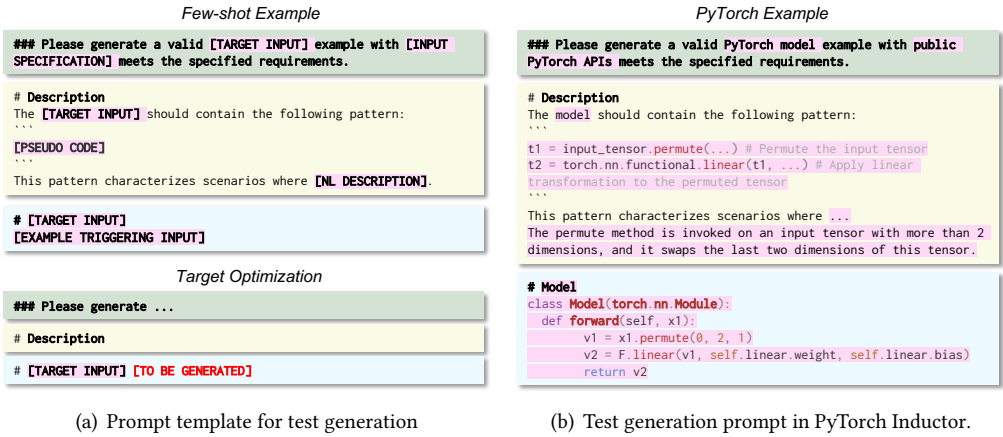 Few-shot Example
### Please generate a valid [TARGET INPUT] example with [INPUT
SPECIFICATION] meets the specified requirements.
# Description
The [TARGET INPUT] should contain the following pattern:
```
[PSEUDO CODE]
```
This pattern characterizes scenarios where [NL DESCRIPTION].
# [TARGET INPUT]
[EXAMPLE TRIGGERING INPUT]
Target Optimization
### Please generate ...
# Description
# [TARGET INPUT] [TO BE GENERATED]
(a) Prompt template for test generation
PyTorch Example
### Please generate a valid PyTorch model example with public
PyTorch APIs meets the specified requirements.
# Description
The model should contain the following pattern:
```
t1 = input_tensor.permute(...) # Permute the input tensor
t2 = torch.nn.functional.linear(t1, ...) # Apply linear
transformation to the permuted tensor
```
This pattern characterizes scenarios where ...
The permute method is invoked on an input tensor with more than 2
dimensions, and it swaps the last two dimensions of this tensor.
# Model
class Model(torch.nn.Module):
def forward(self, x1):
v1 = x1.permute(0, 2, 1)
v2 = F.linear(v1, self.linear.weight, self.linear.bias)
return v2
(b) Test generation prompt in PyTorch Inductor.